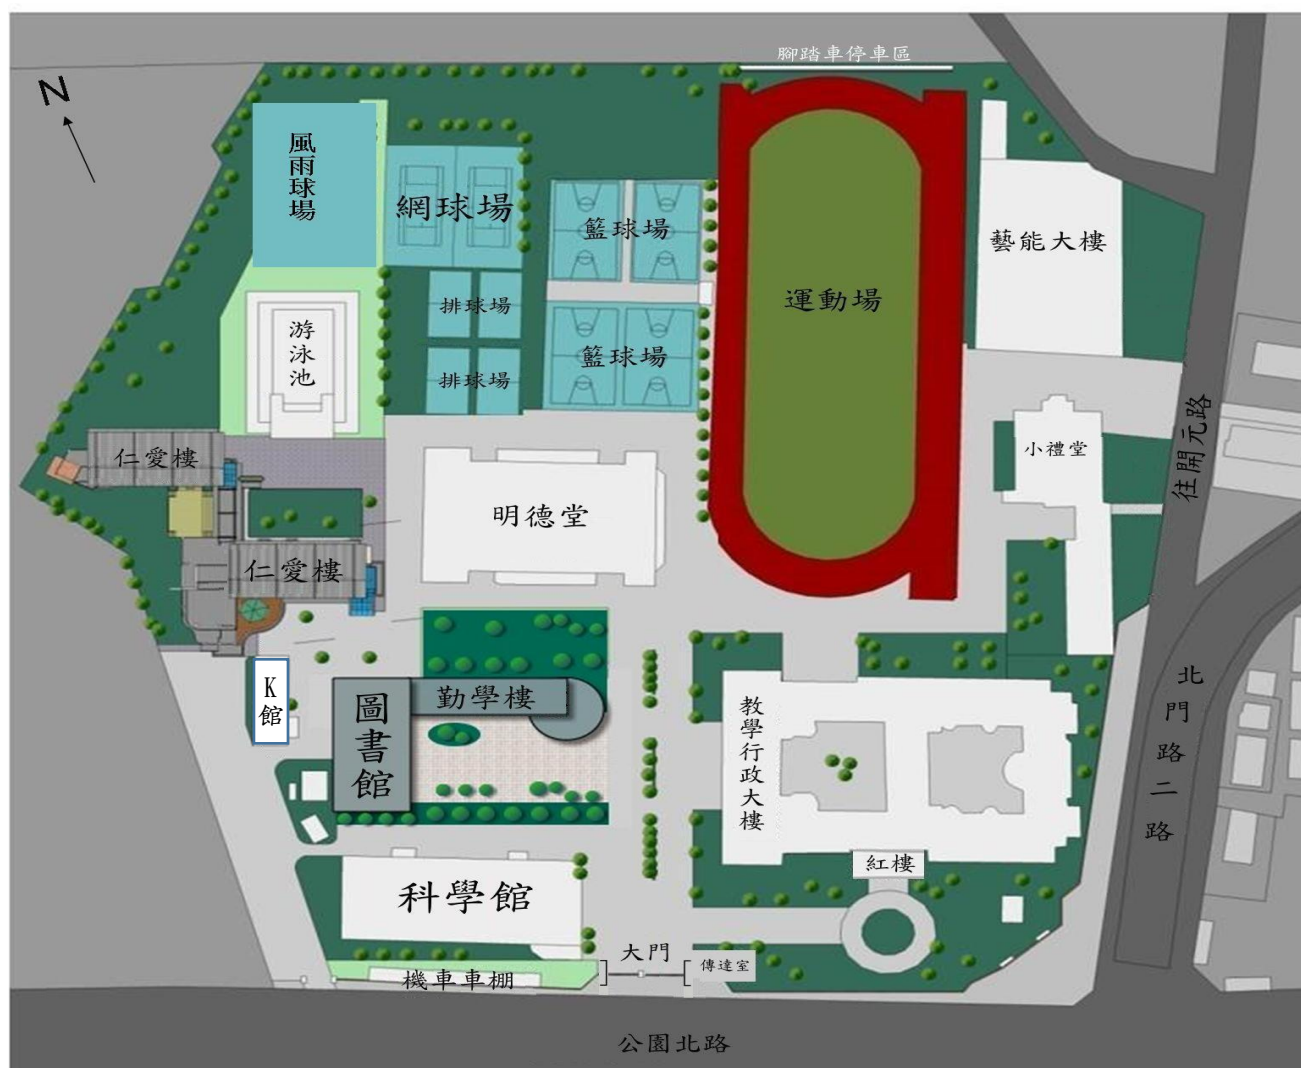 腳踏車停車區
N
風雨球場
網球場
籃球場
藝能大樓
運動場
排球場
游泳池
籃球場
排球場
往開元路
小禮堂
仁愛樓
明德堂
仁愛樓
北門路二路
K館
勤學樓
圖書館
教學行政大樓
紅樓
科學館
大門
傳達室
機車車棚
公園北路